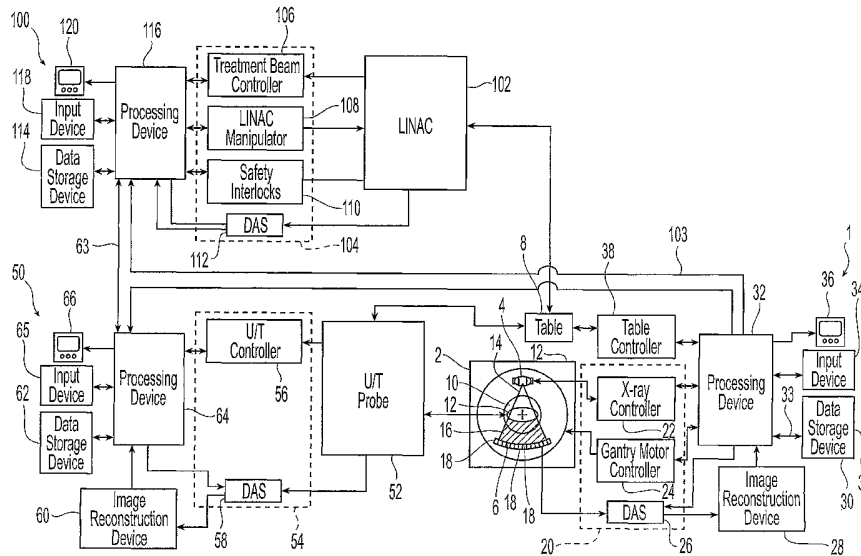 100
120
118
Input
Device
114
Data
Storage
Device
116
Processing
Device
106
Treatment Beam
Controller
108
LINAC
Manipulator
Safety
Interlocks
110
DAS
112
104
102
LINAC
63
50
66
65
Input
Device
62
Data
Storage
Device
60
Image
Reconstruction
Device
Processing
Device
64
U/T
Controller
56
DAS
58
54
U/T
Probe
52
8
Table
38
Table
Controller
103
32
1
36
34
2
4
12
14
10
12
16
18
6
18
18
X-ray
Controller
22
Gantry Motor
Controller
24
DAS
20
26
Processing
Device
Input
Device
33
Data
Storage
Device
30
3
Image
Reconstruction
Device
28